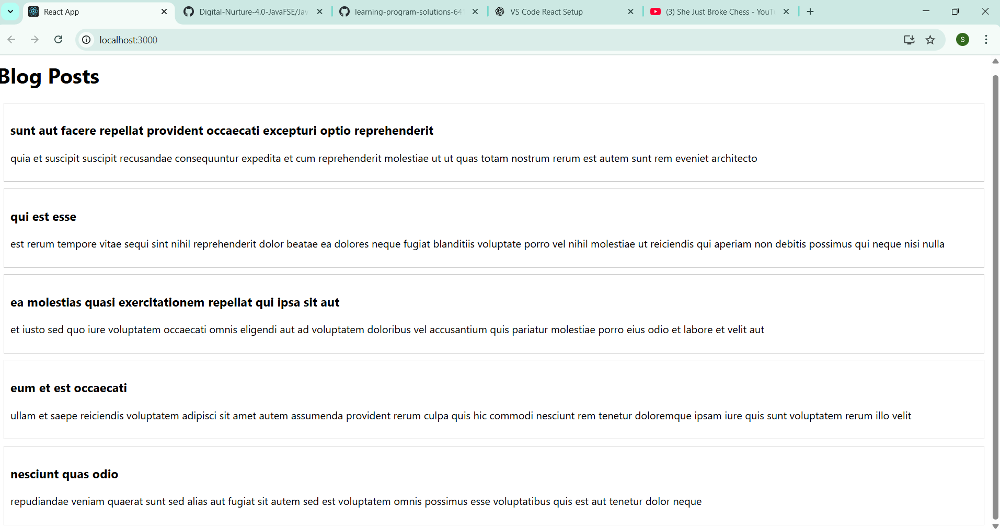 React App
Digital-Nurture-4.0-JavaFSE/Jav
learning-program-solutions-64
VS Code React Setup
(3) She Just Broke Chess - YouT
localhost:3000
S
Blog Posts
sunt aut facere repellat provident occaecati excepturi optio reprehenderit
quia et suscipit suscipit recusandae consequuntur expedita et cum reprehenderit molestiae ut ut quas totam nostrum rerum est autem sunt rem eveniet architecto
qui est esse
est rerum tempore vitae sequi sint nihil reprehenderit dolor beatae ea dolores neque fugiat blanditiis voluptate porro vel nihil molestiae ut reiciendis qui aperiam non debitis possimus qui neque nisi nulla
ea molestias quasi exercitationem repellat qui ipsa sit aut
et iusto sed quo iure voluptatem occaecati omnis eligendi aut ad voluptatem doloribus vel accusantium quis pariatur molestiae porro eius odio et labore et velit aut
eum et est occaecati
ullam et saepe reiciendis voluptatem adipisci sit amet autem assumenda provident rerum culpa quis hic commodi nesciunt rem tenetur doloremque ipsam iure quis sunt voluptatem rerum illo velit
nesciunt quas odio
repudiandae veniam quaerat sunt sed alias aut fugiat sit autem sed est voluptatem omnis possimus esse voluptatibus quis est aut tenetur dolor neque